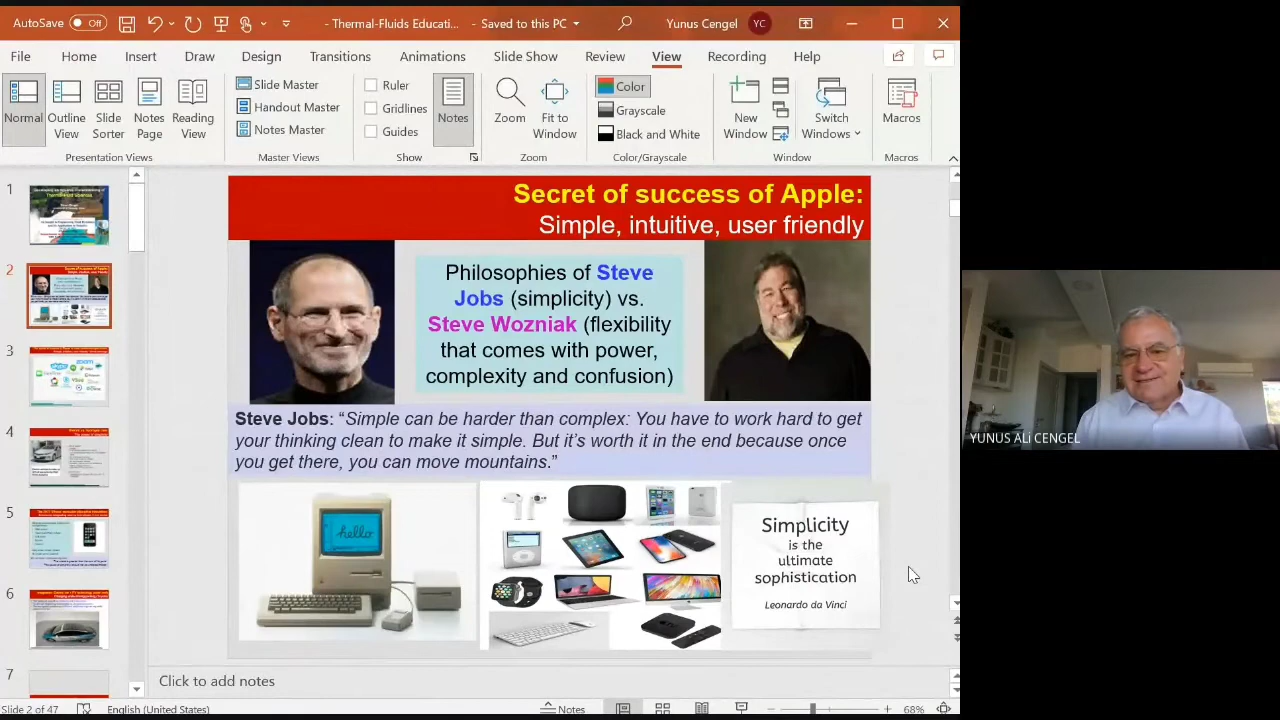 AutoSave Off - Thermal-Fluids Educati... - Saved to this PC Yunus Cengel YC
File Home Insert Draw Design Transitions Animations Slide Show Review View Recording Help
Normal
Outline View
Slide Sorter
Notes Page
Reading View
Presentation Views
Slide Master
Handout Master
Notes Master
Master Views
Ruler
Gridlines
Guides
Show
Notes
Zoom
Fit to Window
Zoom
Color
Grayscale
Black and White
Color/Grayscale
New Window
Switch Windows
Window
Macros
Macros
1
2
3
4
5
6
7
Secret of success of Apple:
Simple, intuitive, user friendly
Philosophies of Steve
Jobs (simplicity) vs.
Steve Wozniak (flexibility
that comes with power,
complexity and confusion)
Steve Jobs: “Simple can be harder than complex: You have to work hard to get
your thinking clean to make it simple. But it’s worth it in the end because once
you get there, you can move mountains.”
hello
Simplicity
is the
ultimate
sophistication
Leonardo da Vinci
YUNUS ALi CENGEL
Click to add notes
Slide 2 of 47 English (United States) Notes 68%